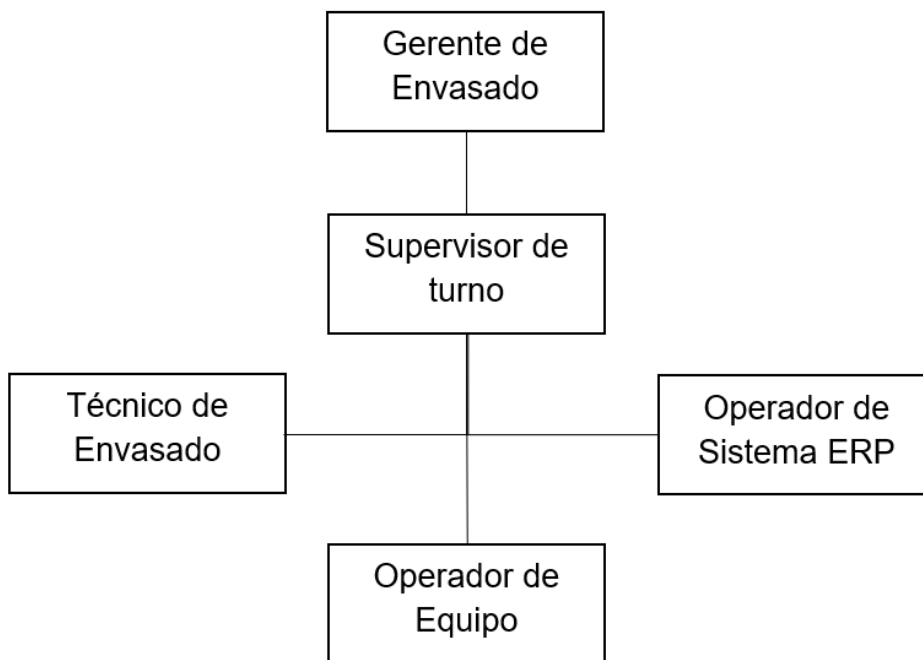 Gerente de
Envasado
Supervisor de
turno
Técnico de
Envasado
Operador de
Sistema ERP
Operador de
Equipo